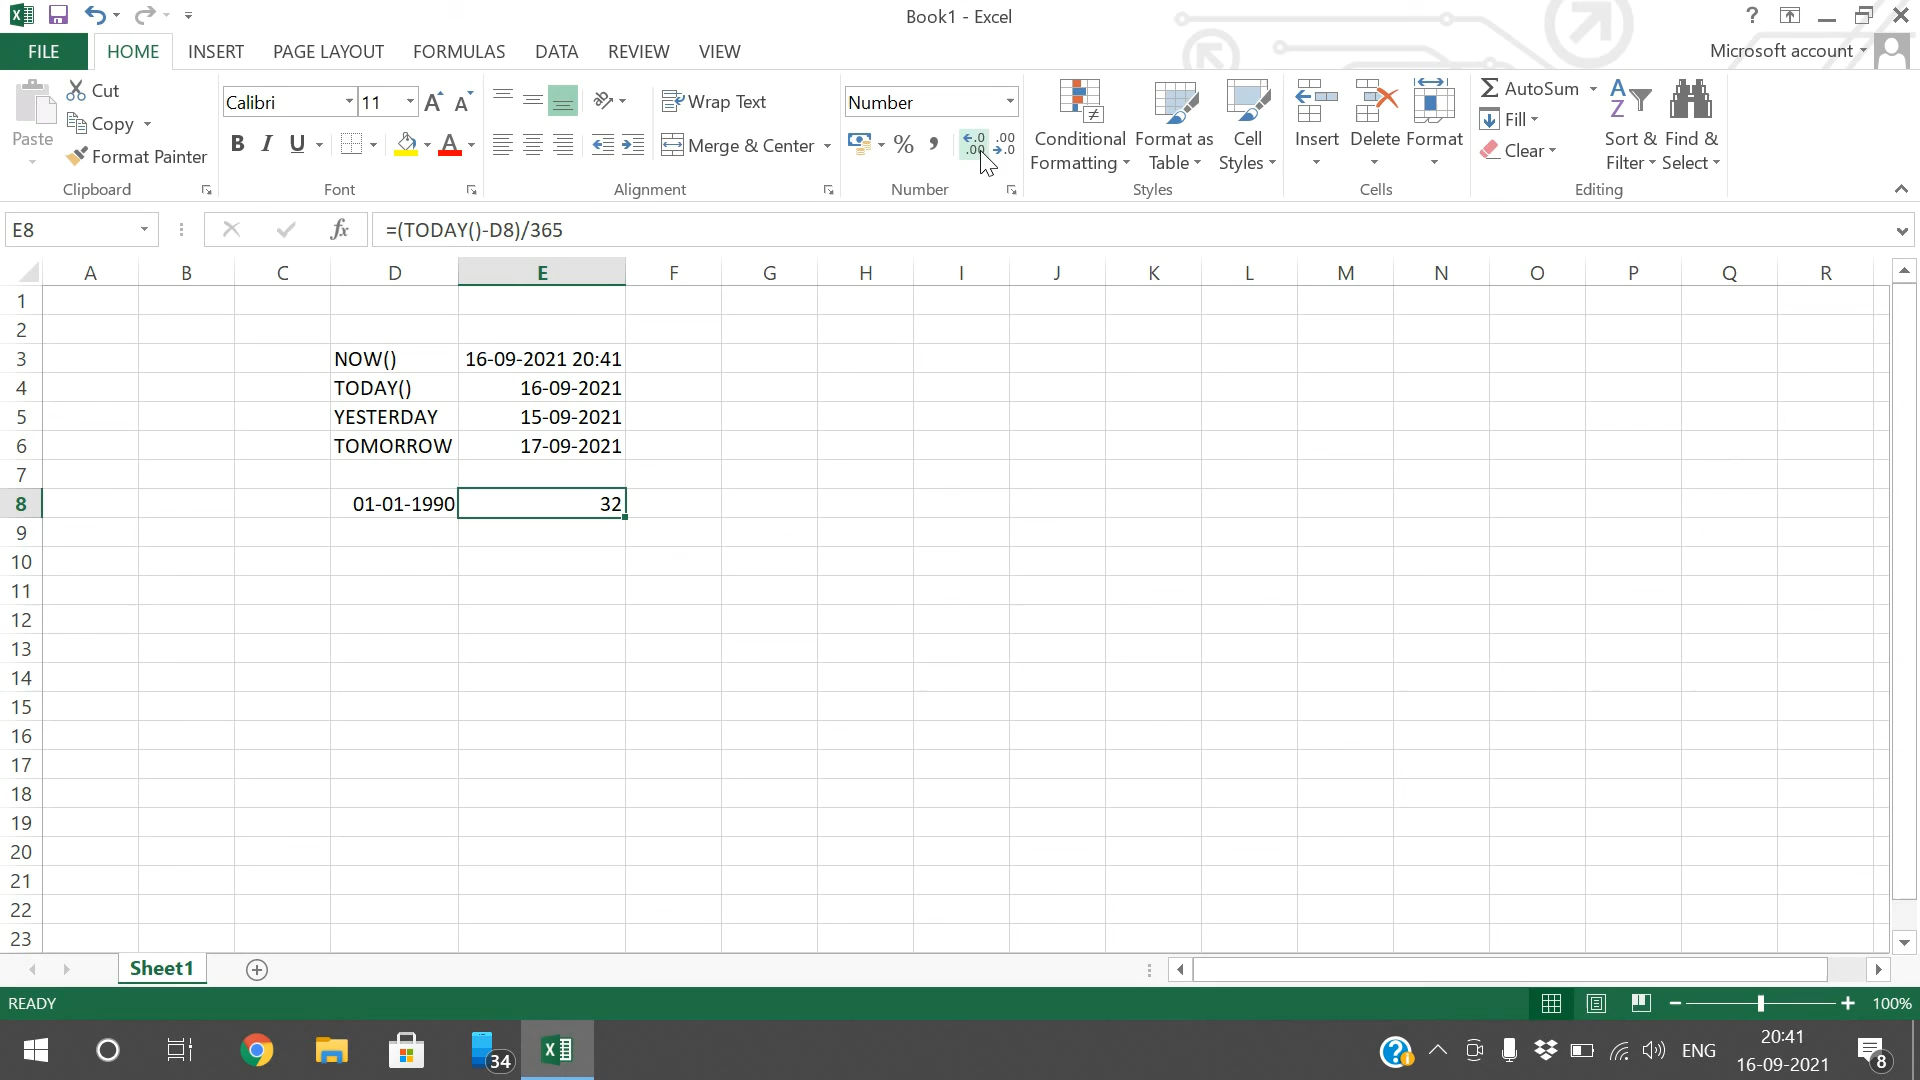 Book1 - Excel
?
FILE HOME INSERT PAGE LAYOUT FORMULAS DATA REVIEW VIEW
Microsoft account
Paste
Cut
Copy
Format Painter
Clipboard
Calibri 11
B I U
Font
Wrap Text
Merge & Center
Alignment
Number
%
Number
Conditional Formatting
Format as Table
Cell Styles
Styles
Insert Delete Format
Cells
AutoSum
Fill
Clear
Sort & Filter
Find & Select
Editing
E8 fx =(TODAY()-D8)/365
A B C D E F G H I J K L M N O P Q R
1
2
3 NOW() 16-09-2021 20:41
4 TODAY() 16-09-2021
5 YESTERDAY 15-09-2021
6 TOMORROW 17-09-2021
7
8 01-01-1990 32
9
10
11
12
13
14
15
16
17
18
19
20
21
22
23
Sheet1
READY
100%
34
ENG
20:41
16-09-2021
8